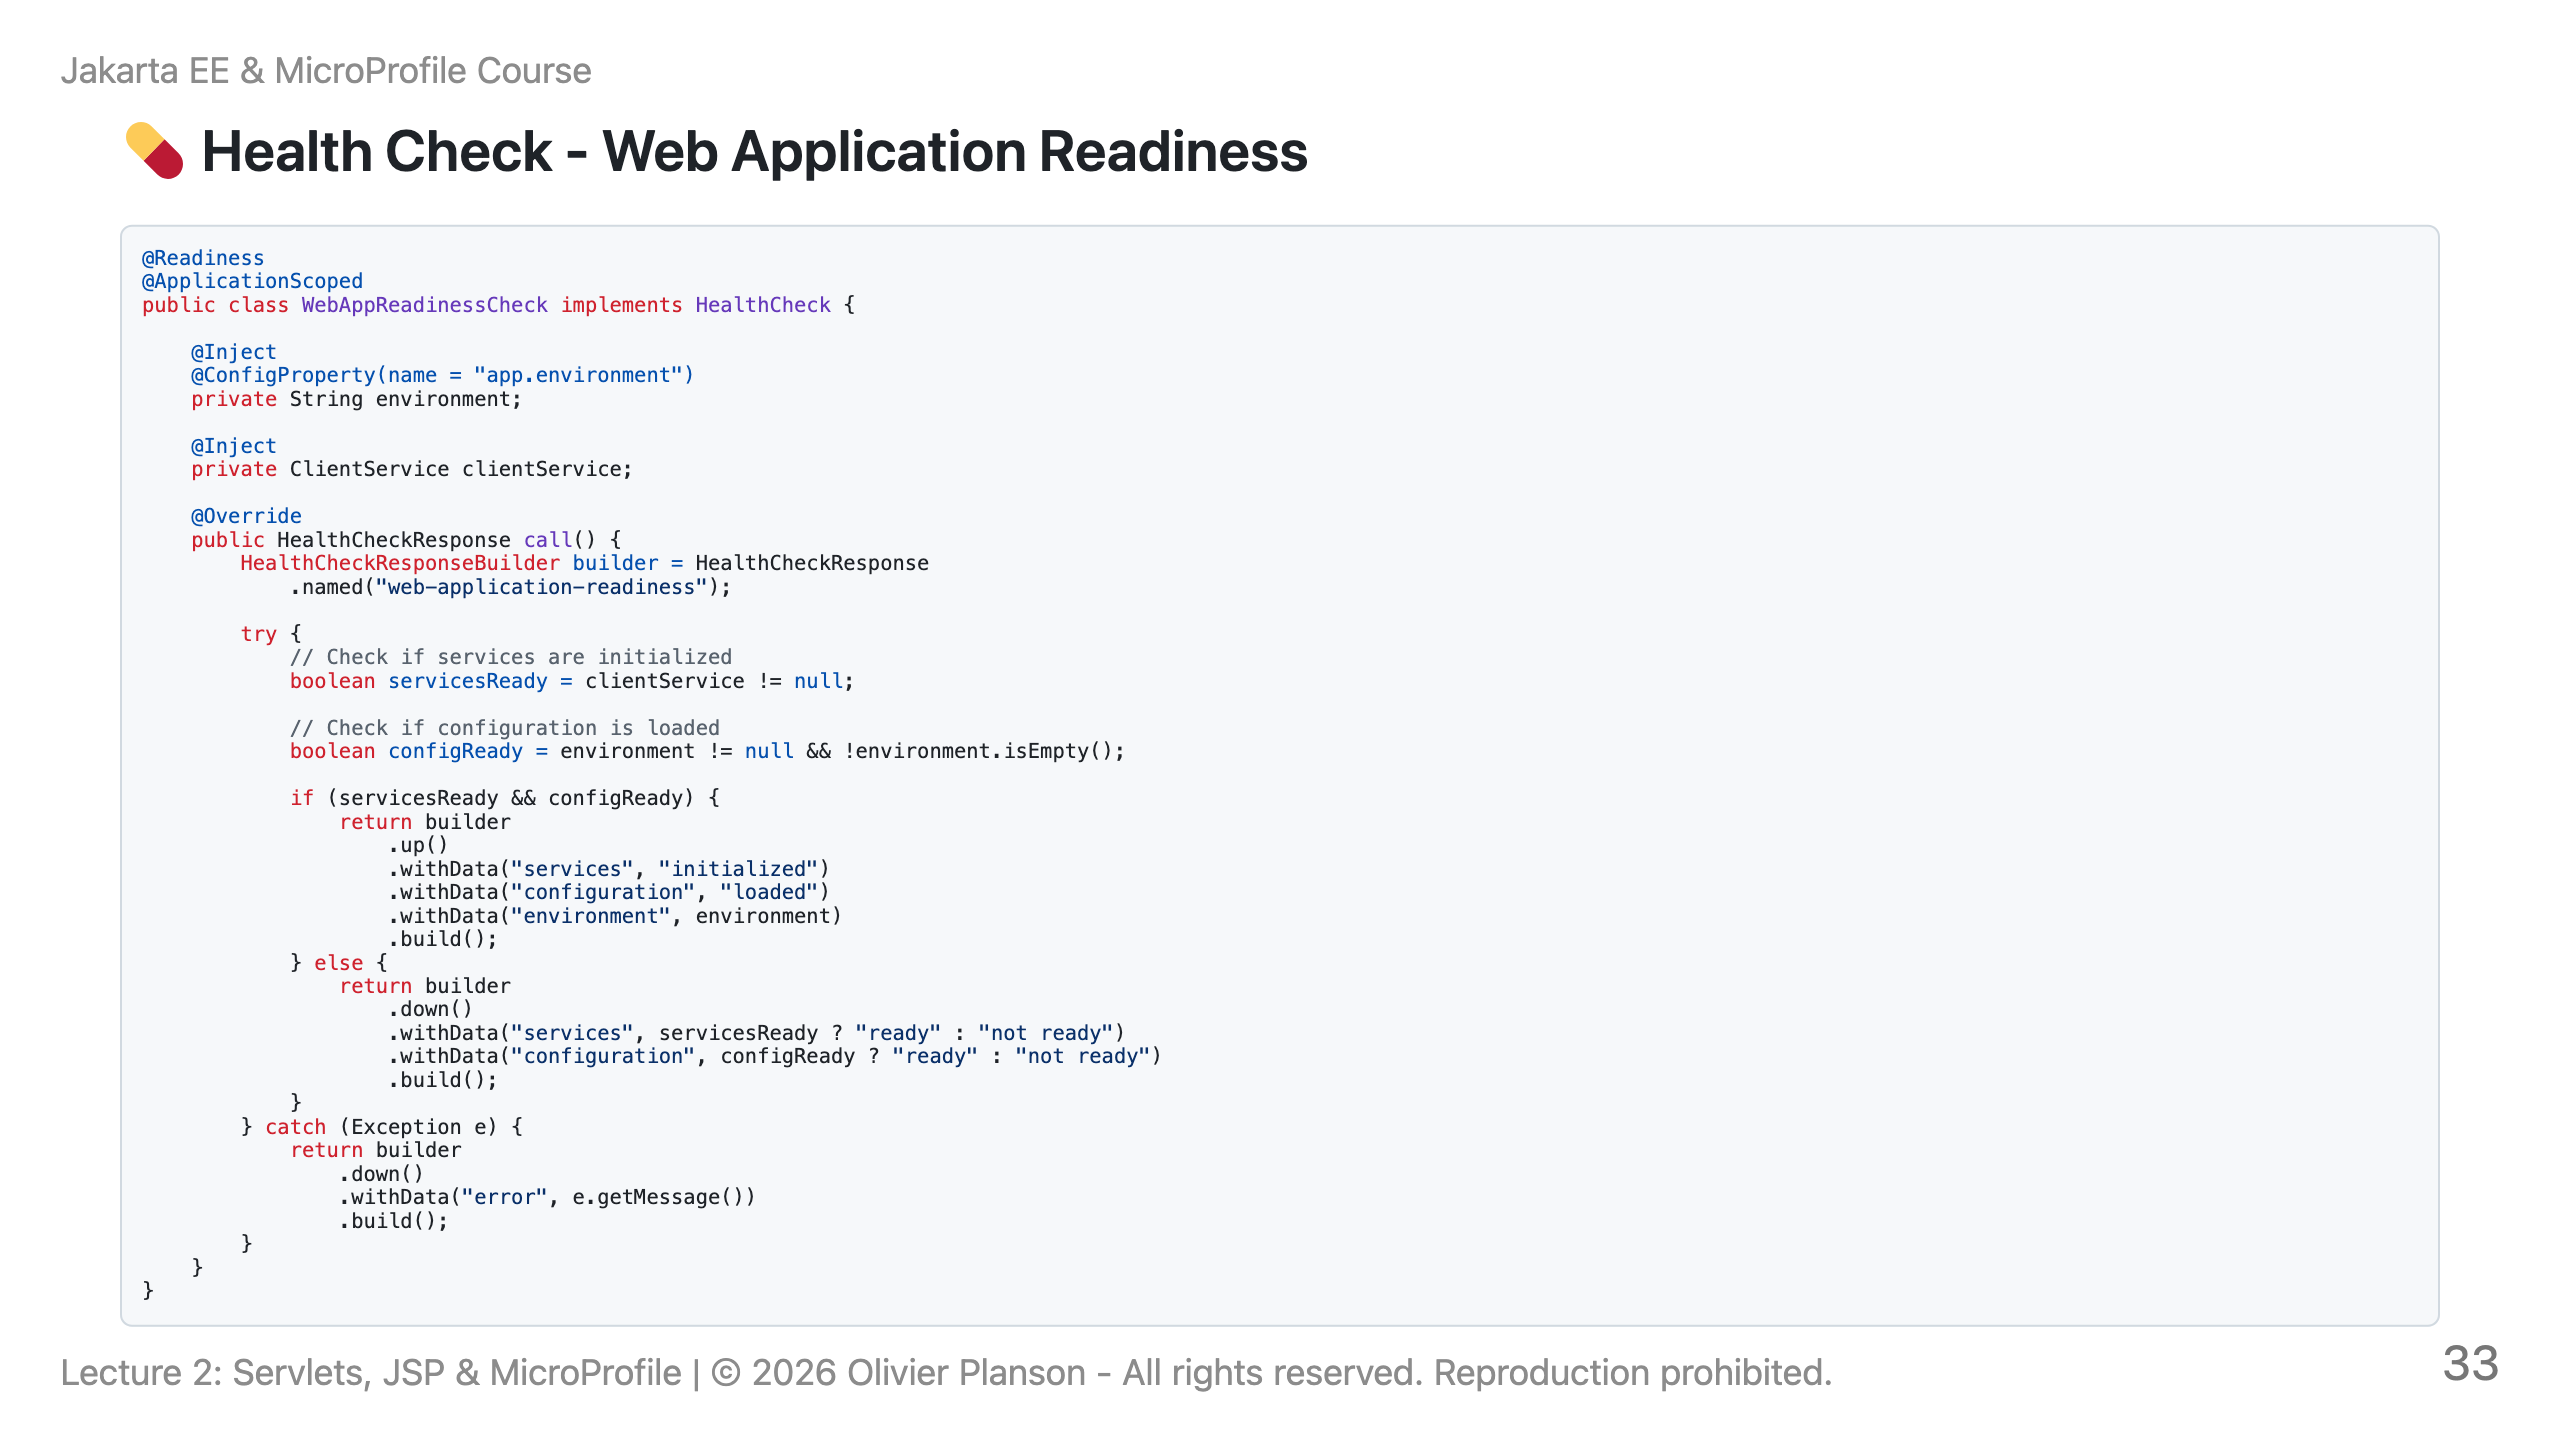 Jakarta EE & MicroProfile Course
Health Check - Web Application Readiness
@Readiness
@ApplicationScoped
public class WebAppReadinessCheck implements HealthCheck {
    @Inject
    @ConfigProperty(name = "app.environment")
    private String environment;
    @Inject
    private ClientService clientService;
    @Override
    public HealthCheckResponse call() {
        HealthCheckResponseBuilder builder = HealthCheckResponse
            .named("web-application-readiness");
        try {
            // Check if services are initialized
            boolean servicesReady = clientService != null;
            // Check if configuration is loaded
            boolean configReady = environment != null && !environment.isEmpty();
            if (servicesReady && configReady) {
                return builder
                    .up()
                    .withData("services", "initialized")
                    .withData("configuration", "loaded")
                    .withData("environment", environment)
                    .build();
            } else {
                return builder
                    .down()
                    .withData("services", servicesReady ? "ready" : "not ready")
                    .withData("configuration", configReady ? "ready" : "not ready")
                    .build();
            }
        } catch (Exception e) {
            return builder
                .down()
                .withData("error", e.getMessage())
                .build();
        }
    }
}
Lecture 2: Servlets, JSP & MicroProfile | © 2026 Olivier Planson - All rights reserved. Reproduction prohibited.
33